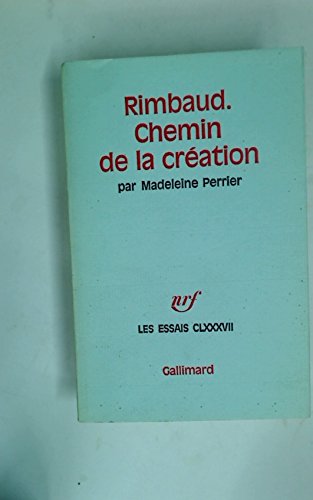 Rimbaud.
Chemin
de la création
par Madeleine Perrier
nrf
LES ESSAIS CLXXXVII
Gallimard